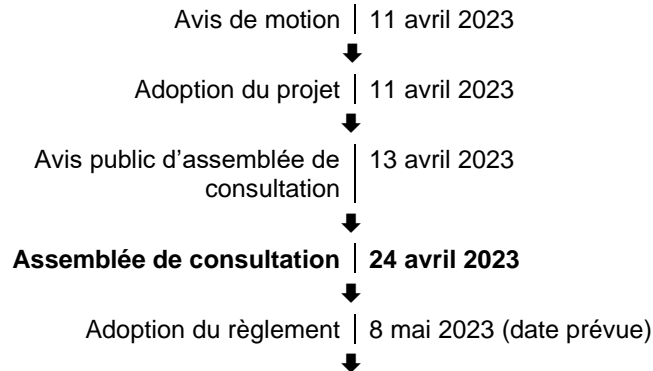 Avis de motion 11 avril 2023
Adoption du projet 11 avril 2023
Avis public d’assemblée de 13 avril 2023
consultation
Assemblée de consultation 24 avril 2023
Adoption du règlement 8 mai 2023 (date prévue)